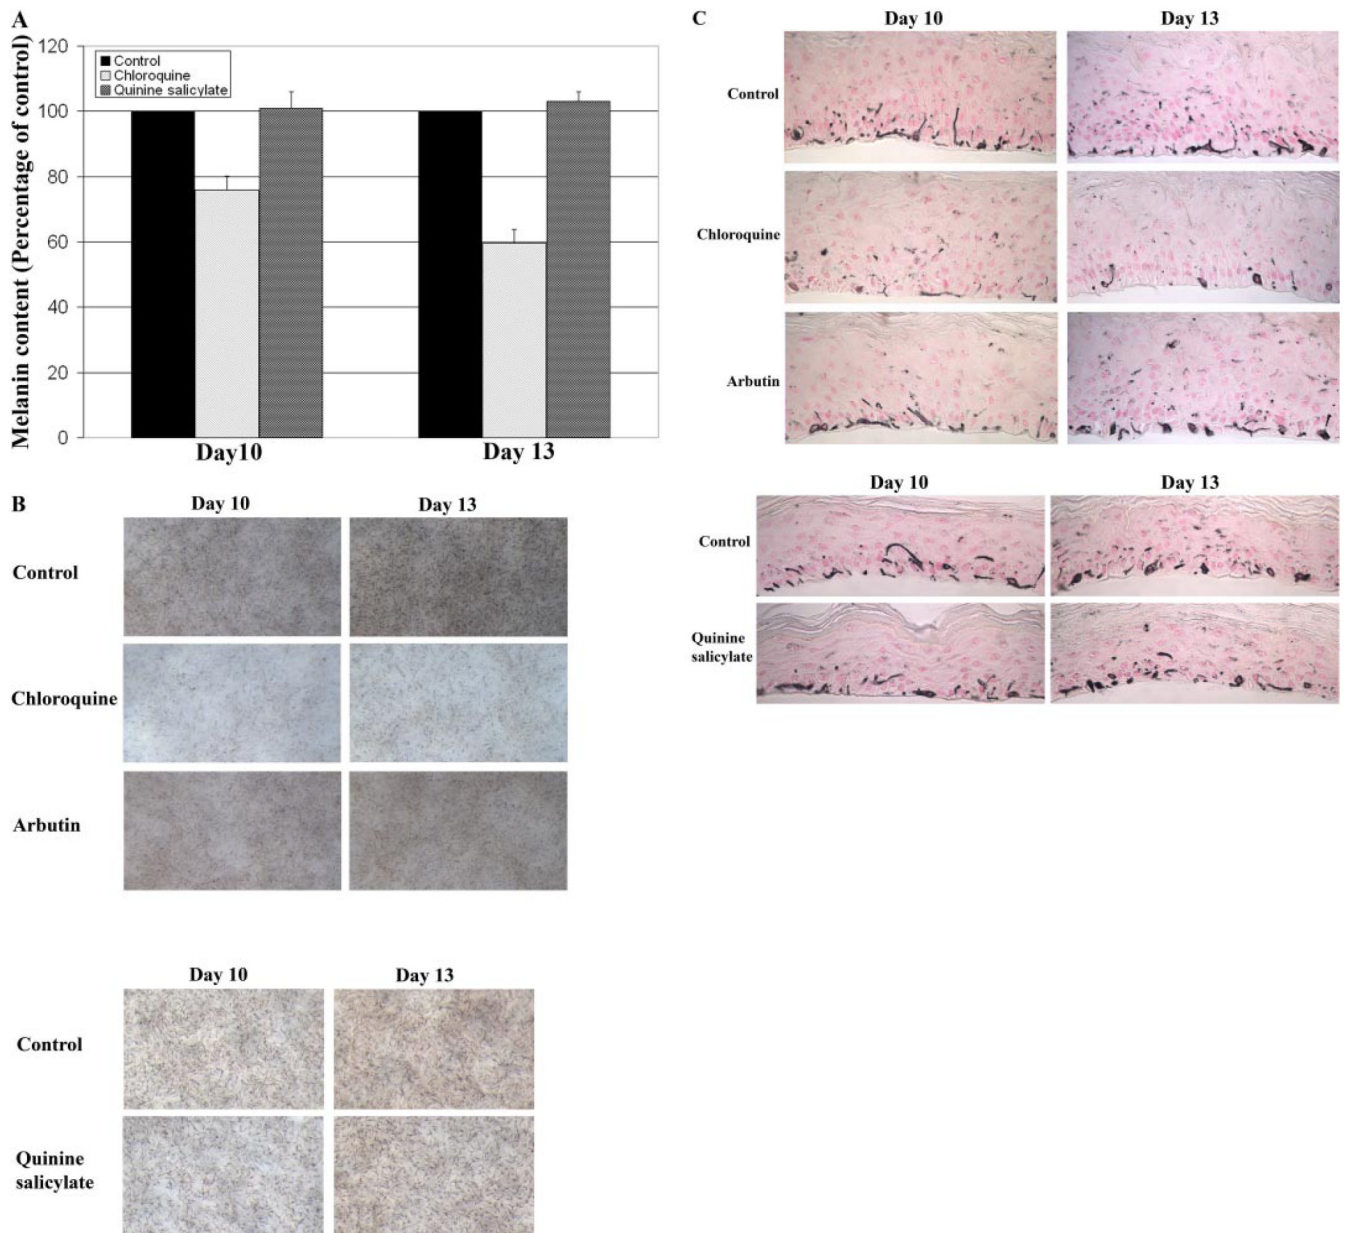 A
Melanin content (Percentage of control)
120
100
80
60
40
20
0
Control
Chloroquine
Quinine salicylate
Day10
Day 13
B
Day 10
Day 13
Control
Chloroquine
Arbutin
Day 10
Day 13
Control
Quinine
salicylate
C
Day 10
Day 13
Control
Chloroquine
Arbutin
Day 10
Day 13
Control
Quinine
salicylate